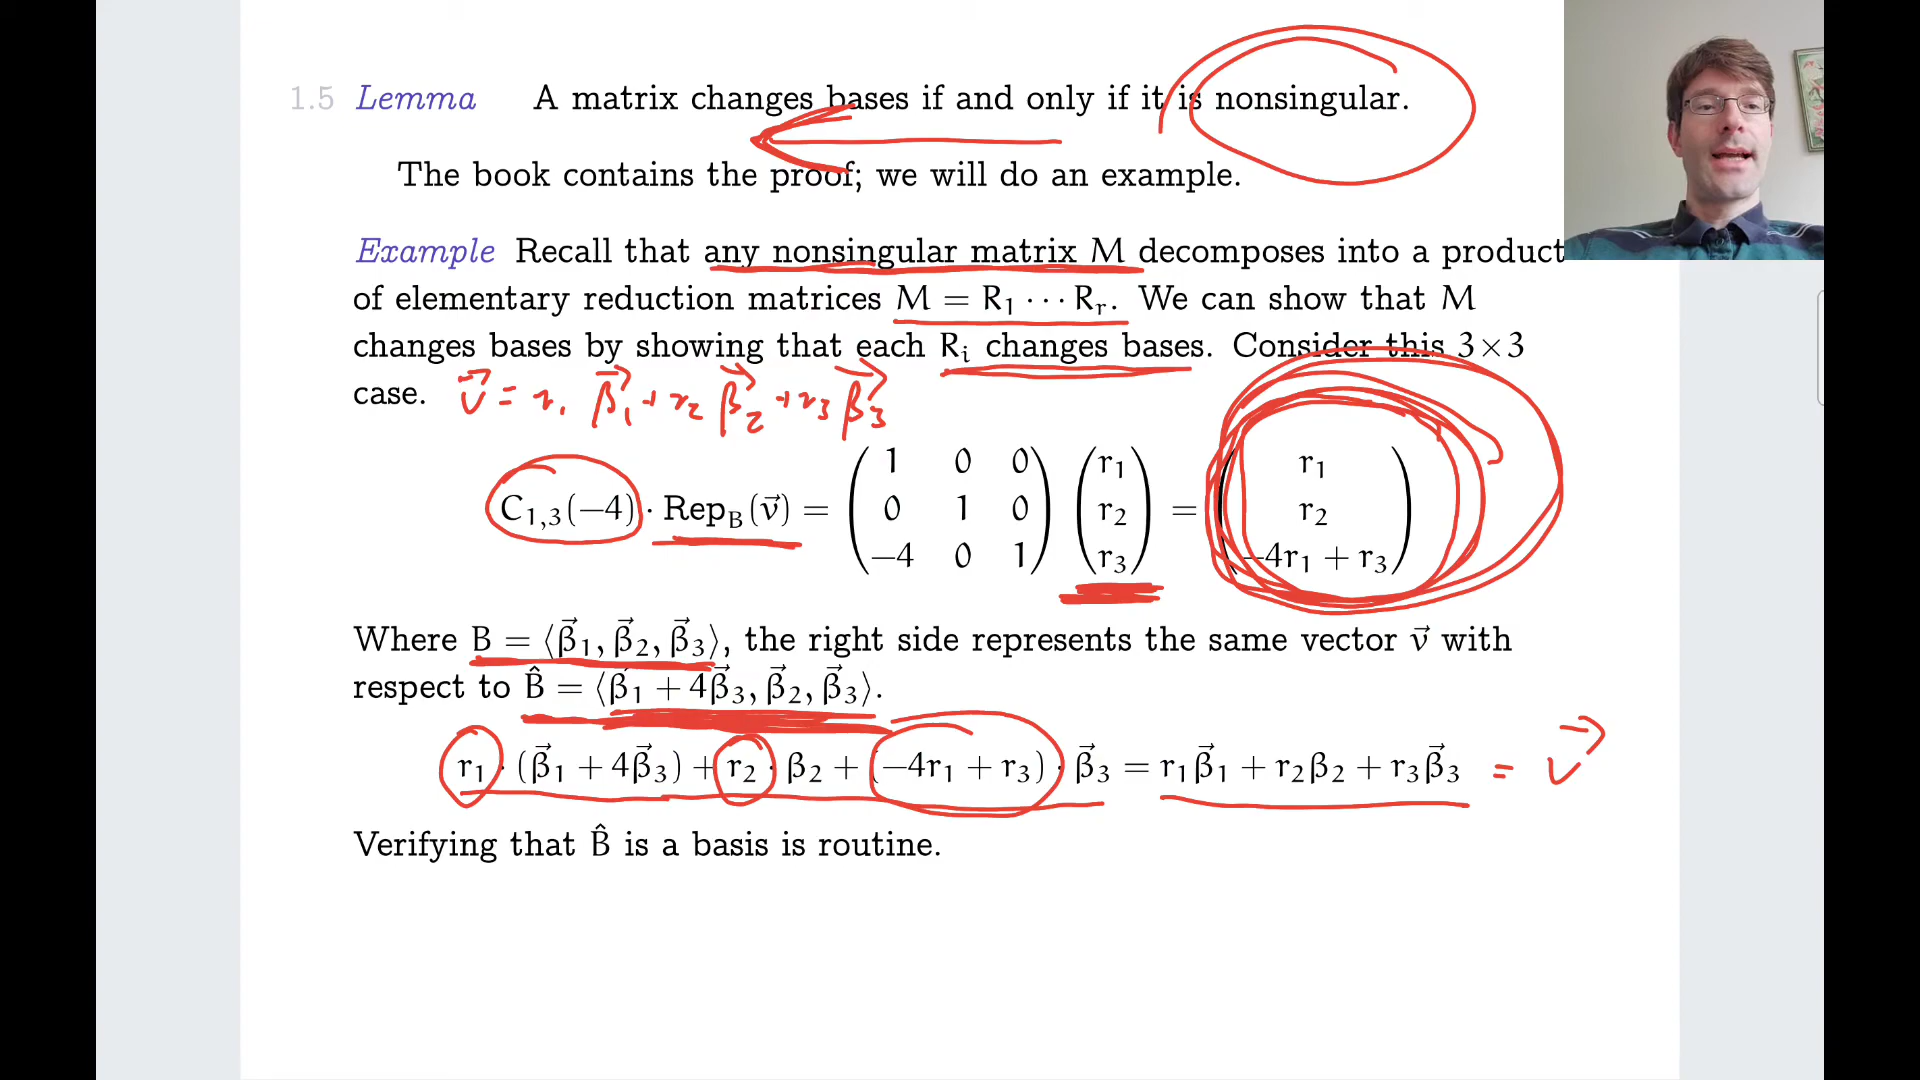 1.5 Lemma A matrix changes bases if and only if it is nonsingular.
The book contains the proof; we will do an example.
Example Recall that any nonsingular matrix M decomposes into a product
of elementary reduction matrices M = R₁ ⋯ Rᵣ. We can show that M
changes bases by showing that each Rᵢ changes bases. Consider this 3×3
case. v⃗ = r₁ β⃗₁ + r₂ β⃗₂ + r₃ β⃗₃
C₁,₃(−4) · Rep_B(v⃗) = (1 0 0; 0 1 0; −4 0 1) (r₁; r₂; r₃) = (r₁; r₂; −4r₁ + r₃)
Where B = ⟨β⃗₁, β⃗₂, β⃗₃⟩, the right side represents the same vector v⃗ with
respect to B̂ = ⟨β⃗₁ + 4β⃗₃, β⃗₂, β⃗₃⟩.
r₁ · (β⃗₁ + 4β⃗₃) + r₂ · β₂ + (−4r₁ + r₃) · β⃗₃ = r₁β⃗₁ + r₂β₂ + r₃β⃗₃ = v⃗
Verifying that B̂ is a basis is routine.